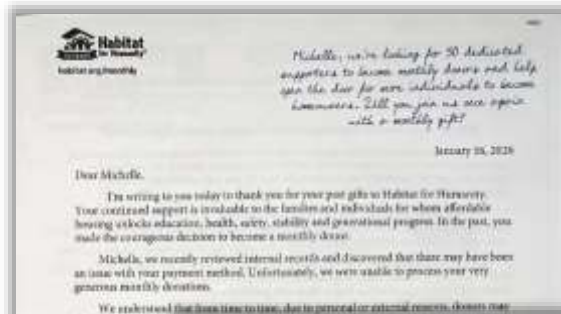 Habitat
for Humanity
habitat.org/monthly
Michelle, we're looking for 50 dedicated
supporters to become monthly donors and help
open the door for more individuals to become
homeowners. Will you join us once again
with a monthly gift?
January 16, 2026
Dear Michelle,
I'm writing to you today to thank you for your past gifts to Habitat for Humanity.
Your continued support is invaluable to the families and individuals for whom affordable
housing unlocks education, health, safety, stability and generational progress. In the past, you
made the courageous decision to become a monthly donor.
Michelle, we recently reviewed internal records and discovered that there may have been
an issue with your payment method. Unfortunately, we were unable to process your very
generous monthly donations.
We understand that from time to time, due to personal or external reasons, donors may